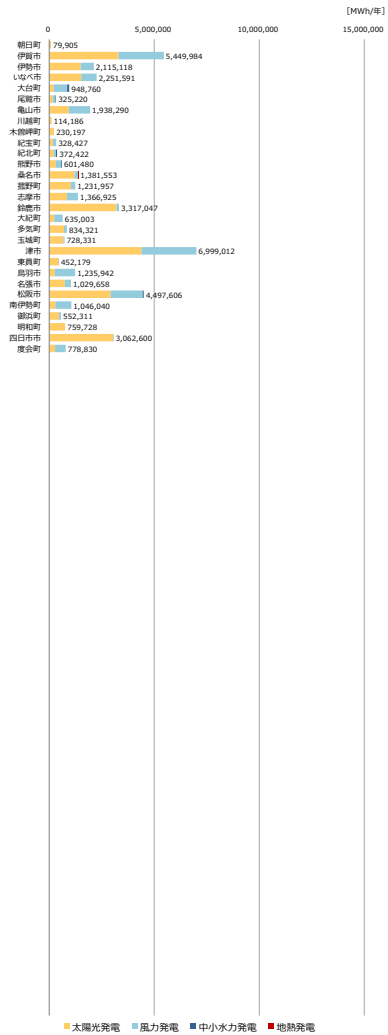 [MWh/年]
0 5,000,000 10,000,000 15,000,000
朝日町 79,905
伊賀市 5,449,984
伊勢市 2,115,118
いなべ市 2,251,591
大台町 948,760
尾鷲市 325,220
亀山市 1,938,290
川越町 114,186
木曽岬町 230,197
紀宝町 328,427
紀北町 372,422
熊野市 601,480
桑名市 1,381,553
菰野町 1,231,957
志摩市 1,366,925
鈴鹿市 3,317,047
大紀町 635,003
多気町 834,321
玉城町 728,331
津市 6,999,012
東員町 452,179
鳥羽市 1,235,942
名張市 1,029,658
松阪市 4,497,606
南伊勢町 1,046,040
御浜町 552,311
明和町 759,728
四日市市 3,062,600
度会町 778,830
太陽光発電 風力発電 中小水力発電 地熱発電